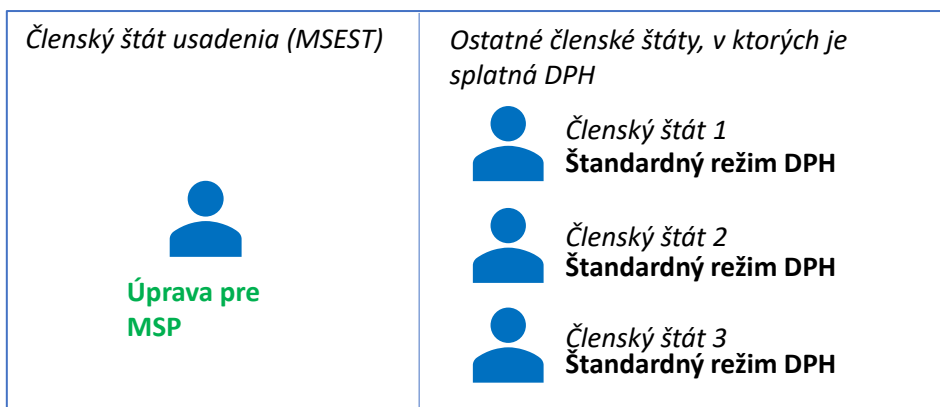 Členský štát usadenia (MSEST)
Úprava pre
MSP
Ostatné členské štáty, v ktorých je
splatná DPH
Členský štát 1
Štandardný režim DPH
Členský štát 2
Štandardný režim DPH
Členský štát 3
Štandardný režim DPH